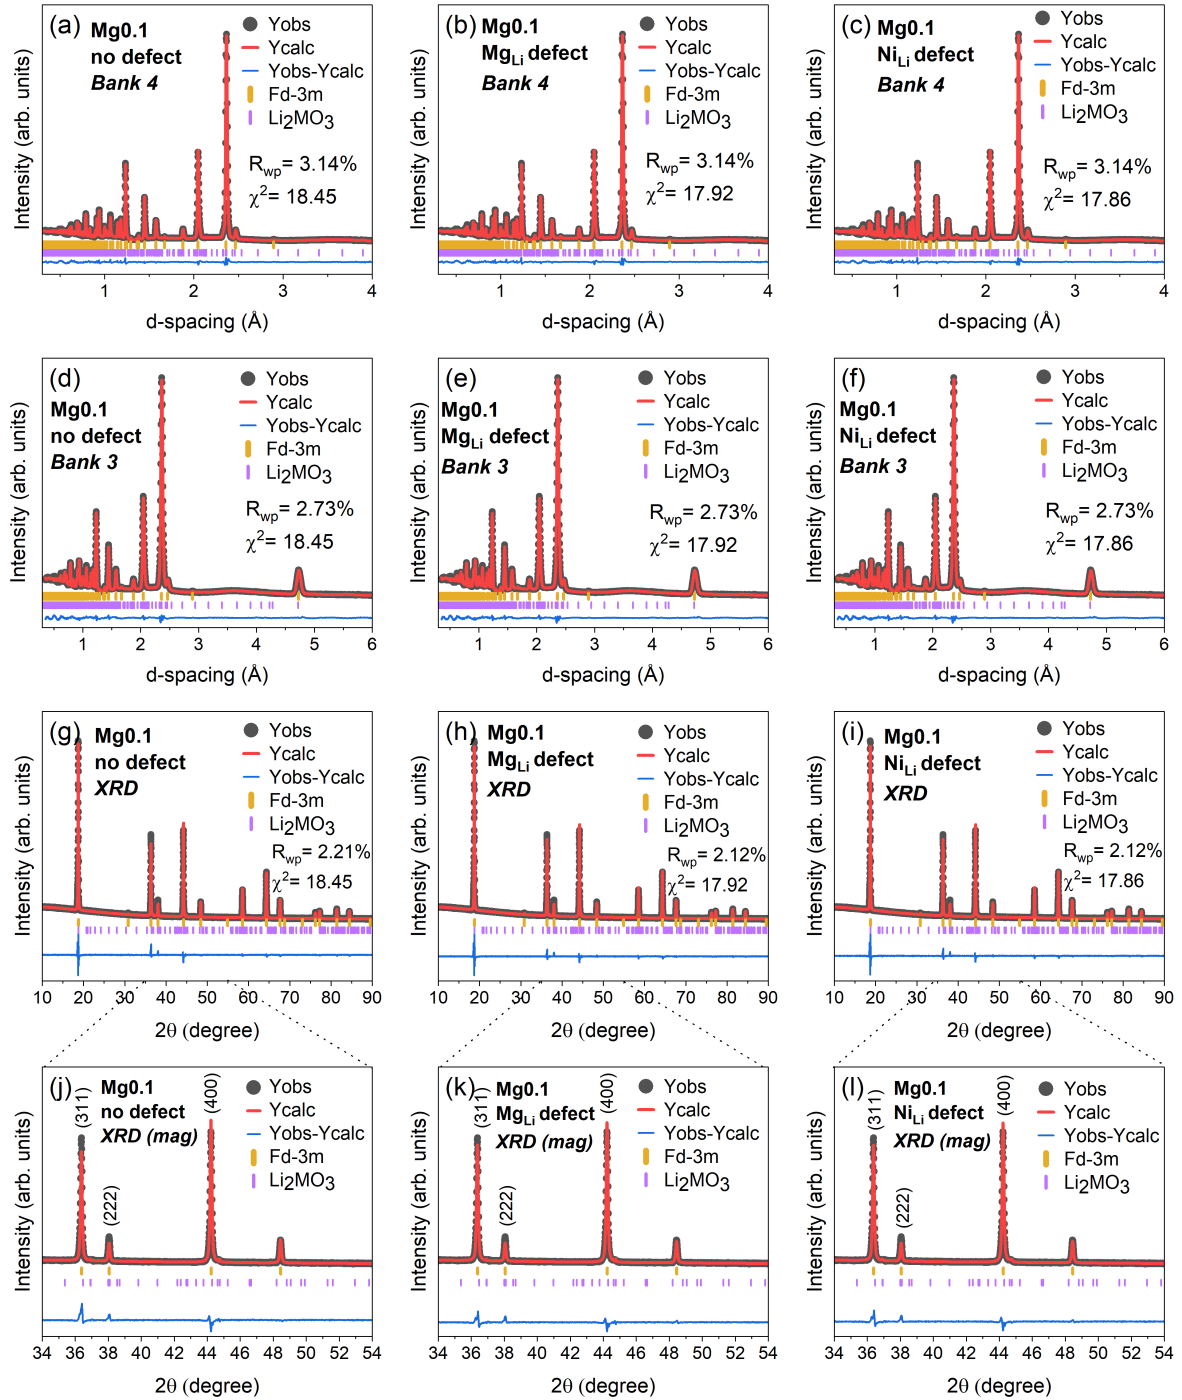 (a)
Mg0.1
no defect
Bank 4
Yobs
Ycalc
Yobs-Ycalc
Fd-3m
Li₂MO₃
R_wp= 3.14%
χ²= 18.45
Intensity (arb. units)
1 2 3 4
d-spacing (Å)
(b)
Mg0.1
Mg_Li defect
Bank 4
Yobs
Ycalc
Yobs-Ycalc
Fd-3m
Li₂MO₃
R_wp= 3.14%
χ²= 17.92
Intensity (arb. units)
1 2 3 4
d-spacing (Å)
(c)
Mg0.1
Ni_Li defect
Bank 4
Yobs
Ycalc
Yobs-Ycalc
Fd-3m
Li₂MO₃
R_wp= 3.14%
χ²= 17.86
Intensity (arb. units)
1 2 3 4
d-spacing (Å)
(d)
Mg0.1
no defect
Bank 3
Yobs
Ycalc
Yobs-Ycalc
Fd-3m
Li₂MO₃
R_wp= 2.73%
χ²= 18.45
Intensity (arb. units)
1 2 3 4 5 6
d-spacing (Å)
(e)
Mg0.1
Mg_Li defect
Bank 3
Yobs
Ycalc
Yobs-Ycalc
Fd-3m
Li₂MO₃
R_wp= 2.73%
χ²= 17.92
Intensity (arb. units)
1 2 3 4 5 6
d-spacing (Å)
(f)
Mg0.1
Ni_Li defect
Bank 3
Yobs
Ycalc
Yobs-Ycalc
Fd-3m
Li₂MO₃
R_wp= 2.73%
χ²= 17.86
Intensity (arb. units)
1 2 3 4 5 6
d-spacing (Å)
(g)
Mg0.1
no defect
XRD
Yobs
Ycalc
Yobs-Ycalc
Fd-3m
Li₂MO₃
R_wp= 2.21%
χ²= 18.45
Intensity (arb. units)
10 20 30 40 50 60 70 80 90
2θ (degree)
(h)
Mg0.1
Mg_Li defect
XRD
Yobs
Ycalc
Yobs-Ycalc
Fd-3m
Li₂MO₃
R_wp= 2.12%
χ²= 17.92
Intensity (arb. units)
10 20 30 40 50 60 70 80 90
2θ (degree)
(i)
Mg0.1
Ni_Li defect
XRD
Yobs
Ycalc
Yobs-Ycalc
Fd-3m
Li₂MO₃
R_wp= 2.12%
χ²= 17.86
Intensity (arb. units)
10 20 30 40 50 60 70 80 90
2θ (degree)
(j)
Mg0.1
no defect
XRD (mag)
(311)
(222)
(400)
Yobs
Ycalc
Yobs-Ycalc
Fd-3m
Li₂MO₃
Intensity (arb. units)
34 36 38 40 42 44 46 48 50 52 54
2θ (degree)
(k)
Mg0.1
Mg_Li defect
XRD (mag)
(311)
(222)
(400)
Yobs
Ycalc
Yobs-Ycalc
Fd-3m
Li₂MO₃
Intensity (arb. units)
34 36 38 40 42 44 46 48 50 52 54
2θ (degree)
(l)
Mg0.1
Ni_Li defect
XRD (mag)
(311)
(222)
(400)
Yobs
Ycalc
Yobs-Ycalc
Fd-3m
Li₂MO₃
Intensity (arb. units)
34 36 38 40 42 44 46 48 50 52 54
2θ (degree)